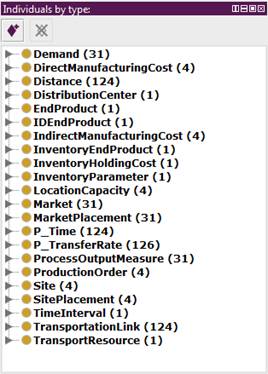 Individuals by type:
Demand (31)
DirectManufacturingCost (4)
Distance (124)
DistributionCenter (1)
EndProduct (1)
IDEndProduct (1)
IndirectManufacturingCost (4)
InventoryEndProduct (1)
InventoryHoldingCost (1)
InventoryParameter (1)
LocationCapacity (4)
Market (31)
MarketPlacement (31)
P_Time (124)
P_TransferRate (126)
ProcessOutputMeasure (31)
ProductionOrder (4)
Site (4)
SitePlacement (4)
TimeInterval (1)
TransportationLink (124)
TransportResource (1)